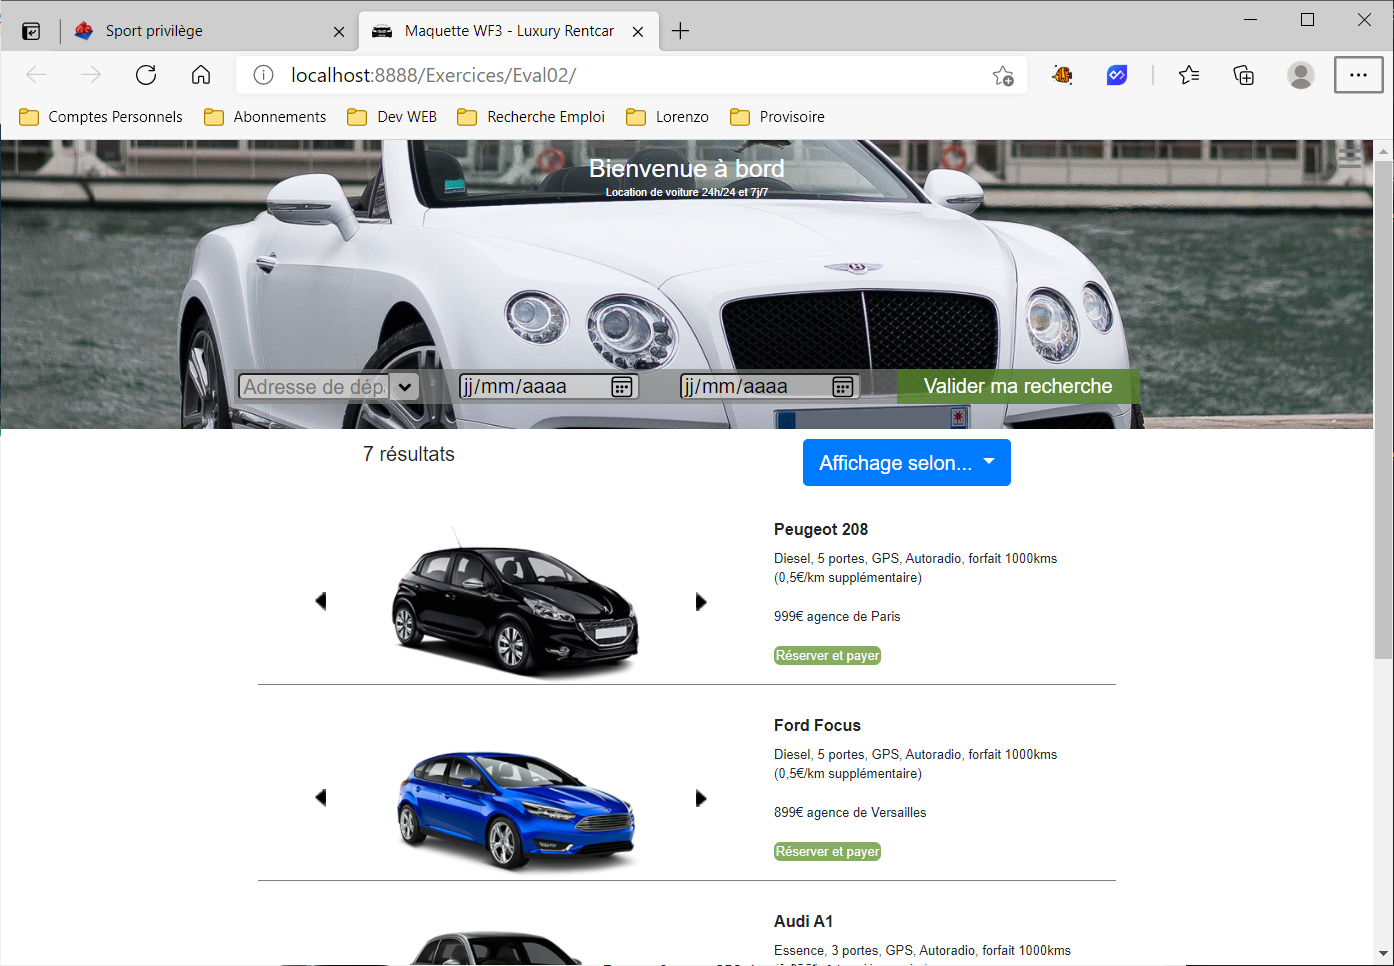 Sport privilège
Maquette WF3 - Luxury Rentcar
localhost:8888/Exercices/Eval02/
Comptes Personnels
Abonnements
Dev WEB
Recherche Emploi
Lorenzo
Provisoire
Bienvenue à bord
Location de voiture 24h/24 et 7j/7
Adresse de dép
jj/mm/aaaa
jj/mm/aaaa
Valider ma recherche
7 résultats
Affichage selon...
Peugeot 208
Diesel, 5 portes, GPS, Autoradio, forfait 1000kms
(0,5€/km supplémentaire)
999€ agence de Paris
Réserver et payer
Ford Focus
Diesel, 5 portes, GPS, Autoradio, forfait 1000kms
(0,5€/km supplémentaire)
899€ agence de Versailles
Réserver et payer
Audi A1
Essence, 3 portes, GPS, Autoradio, forfait 1000kms